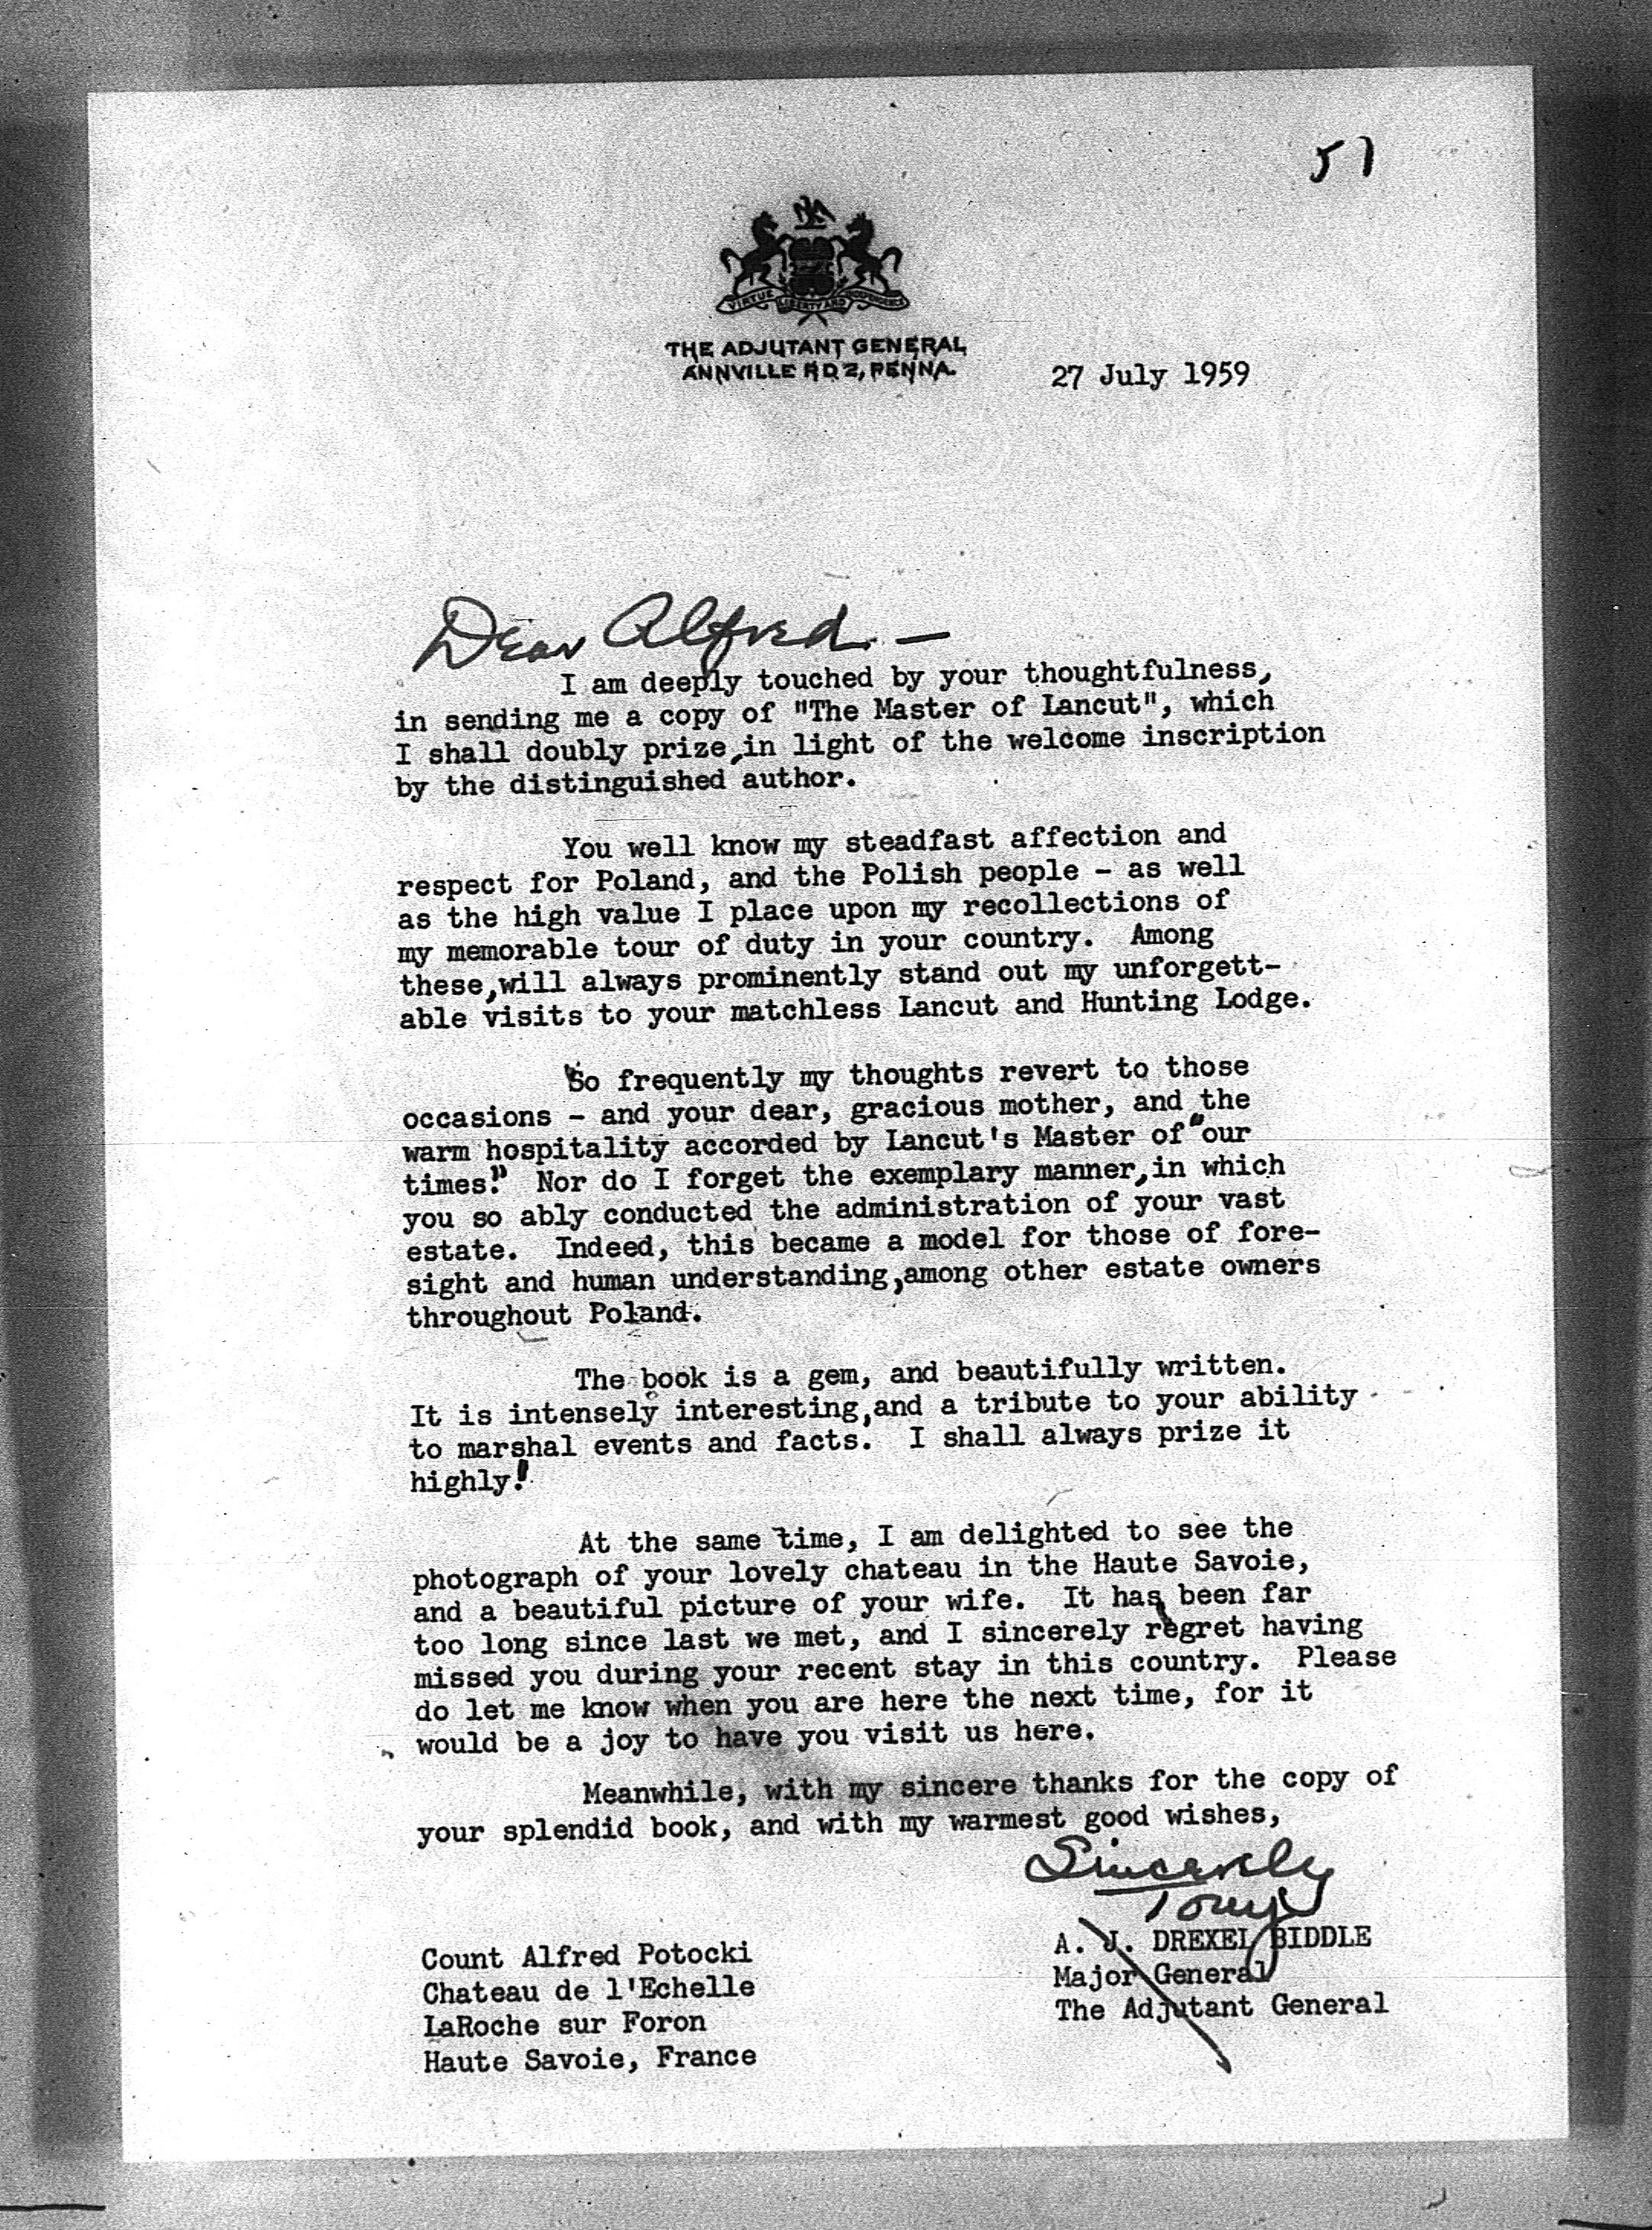 51
VIRTUE LIBERTY AND INDEPENDENCE
THE ADJUTANT GENERAL
ANNVILLE RD 2, PENNA.
27 July 1959
Dear Alfred. —
I am deeply touched by your thoughtfulness,
in sending me a copy of "The Master of Lancut", which
I shall doubly prize, in light of the welcome inscription
by the distinguished author.
You well know my steadfast affection and
respect for Poland, and the Polish people - as well
as the high value I place upon my recollections of
my memorable tour of duty in your country. Among
these, will always prominently stand out my unforgett-
able visits to your matchless Lancut and Hunting Lodge.
So frequently my thoughts revert to those
occasions - and your dear, gracious mother, and the
warm hospitality accorded by Lancut's Master of "our
times." Nor do I forget the exemplary manner, in which
you so ably conducted the administration of your vast
estate. Indeed, this became a model for those of fore-
sight and human understanding, among other estate owners
throughout Poland.
The book is a gem, and beautifully written.
It is intensely interesting, and a tribute to your ability
to marshal events and facts. I shall always prize it
highly!
At the same time, I am delighted to see the
photograph of your lovely chateau in the Haute Savoie,
and a beautiful picture of your wife. It has been far
too long since last we met, and I sincerely regret having
missed you during your recent stay in this country. Please
do let me know when you are here the next time, for it
would be a joy to have you visit us here.
Meanwhile, with my sincere thanks for the copy of
your splendid book, and with my warmest good wishes,
Sincerely
Tony
A. J. DREXEL BIDDLE
Major General
The Adjutant General
Count Alfred Potocki
Chateau de l'Echelle
LaRoche sur Foron
Haute Savoie, France